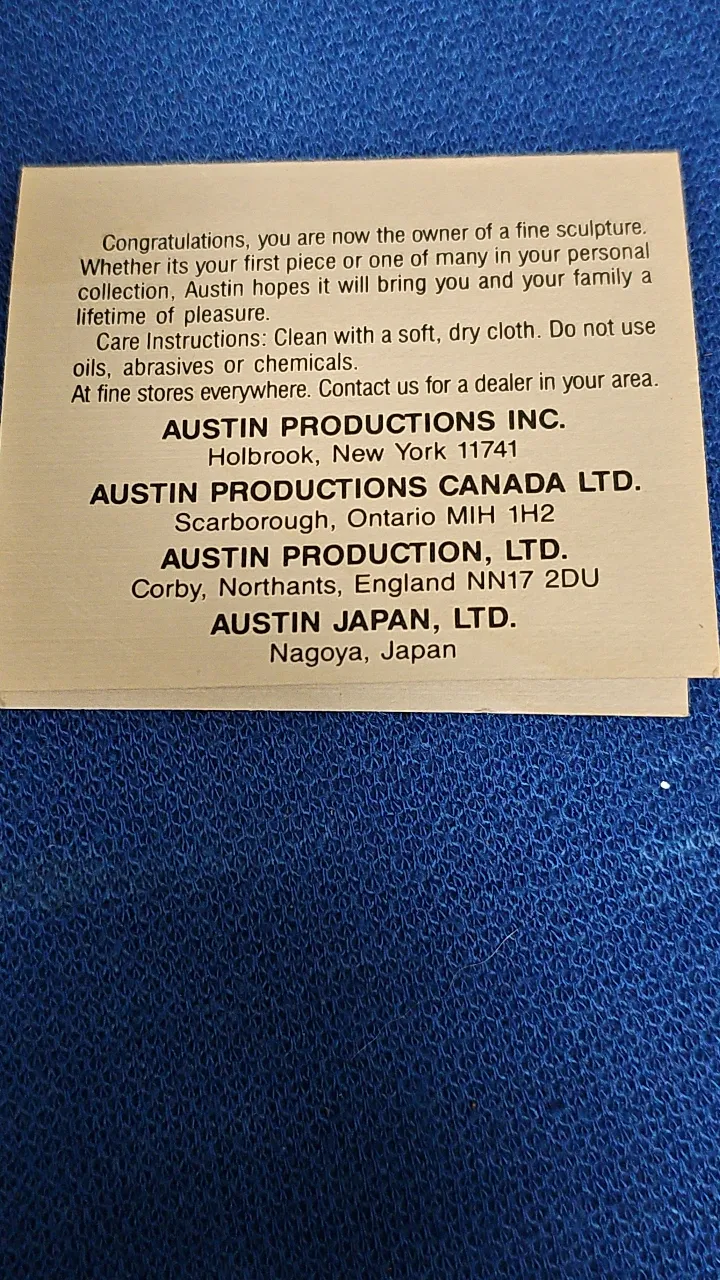 Congratulations, you are now the owner of a fine sculpture.
Whether its your first piece or one of many in your personal
collection, Austin hopes it will bring you and your family a
lifetime of pleasure.
Care Instructions: Clean with a soft, dry cloth. Do not use
oils, abrasives or chemicals.
At fine stores everywhere. Contact us for a dealer in your area.
AUSTIN PRODUCTIONS INC.
Holbrook, New York 11741
AUSTIN PRODUCTIONS CANADA LTD.
Scarborough, Ontario MIH 1H2
AUSTIN PRODUCTION, LTD.
Corby, Northants, England NN17 2DU
AUSTIN JAPAN, LTD.
Nagoya, Japan